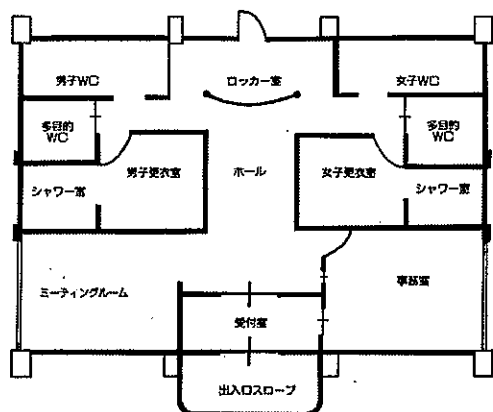 男子WC
ロッカー室
女子WC
多目的
WC
多目的
WC
男子更衣室
ホール
女子更衣室
シャワー室
シャワー室
ミーティングルーム
事務室
受付室
出入口スロープ